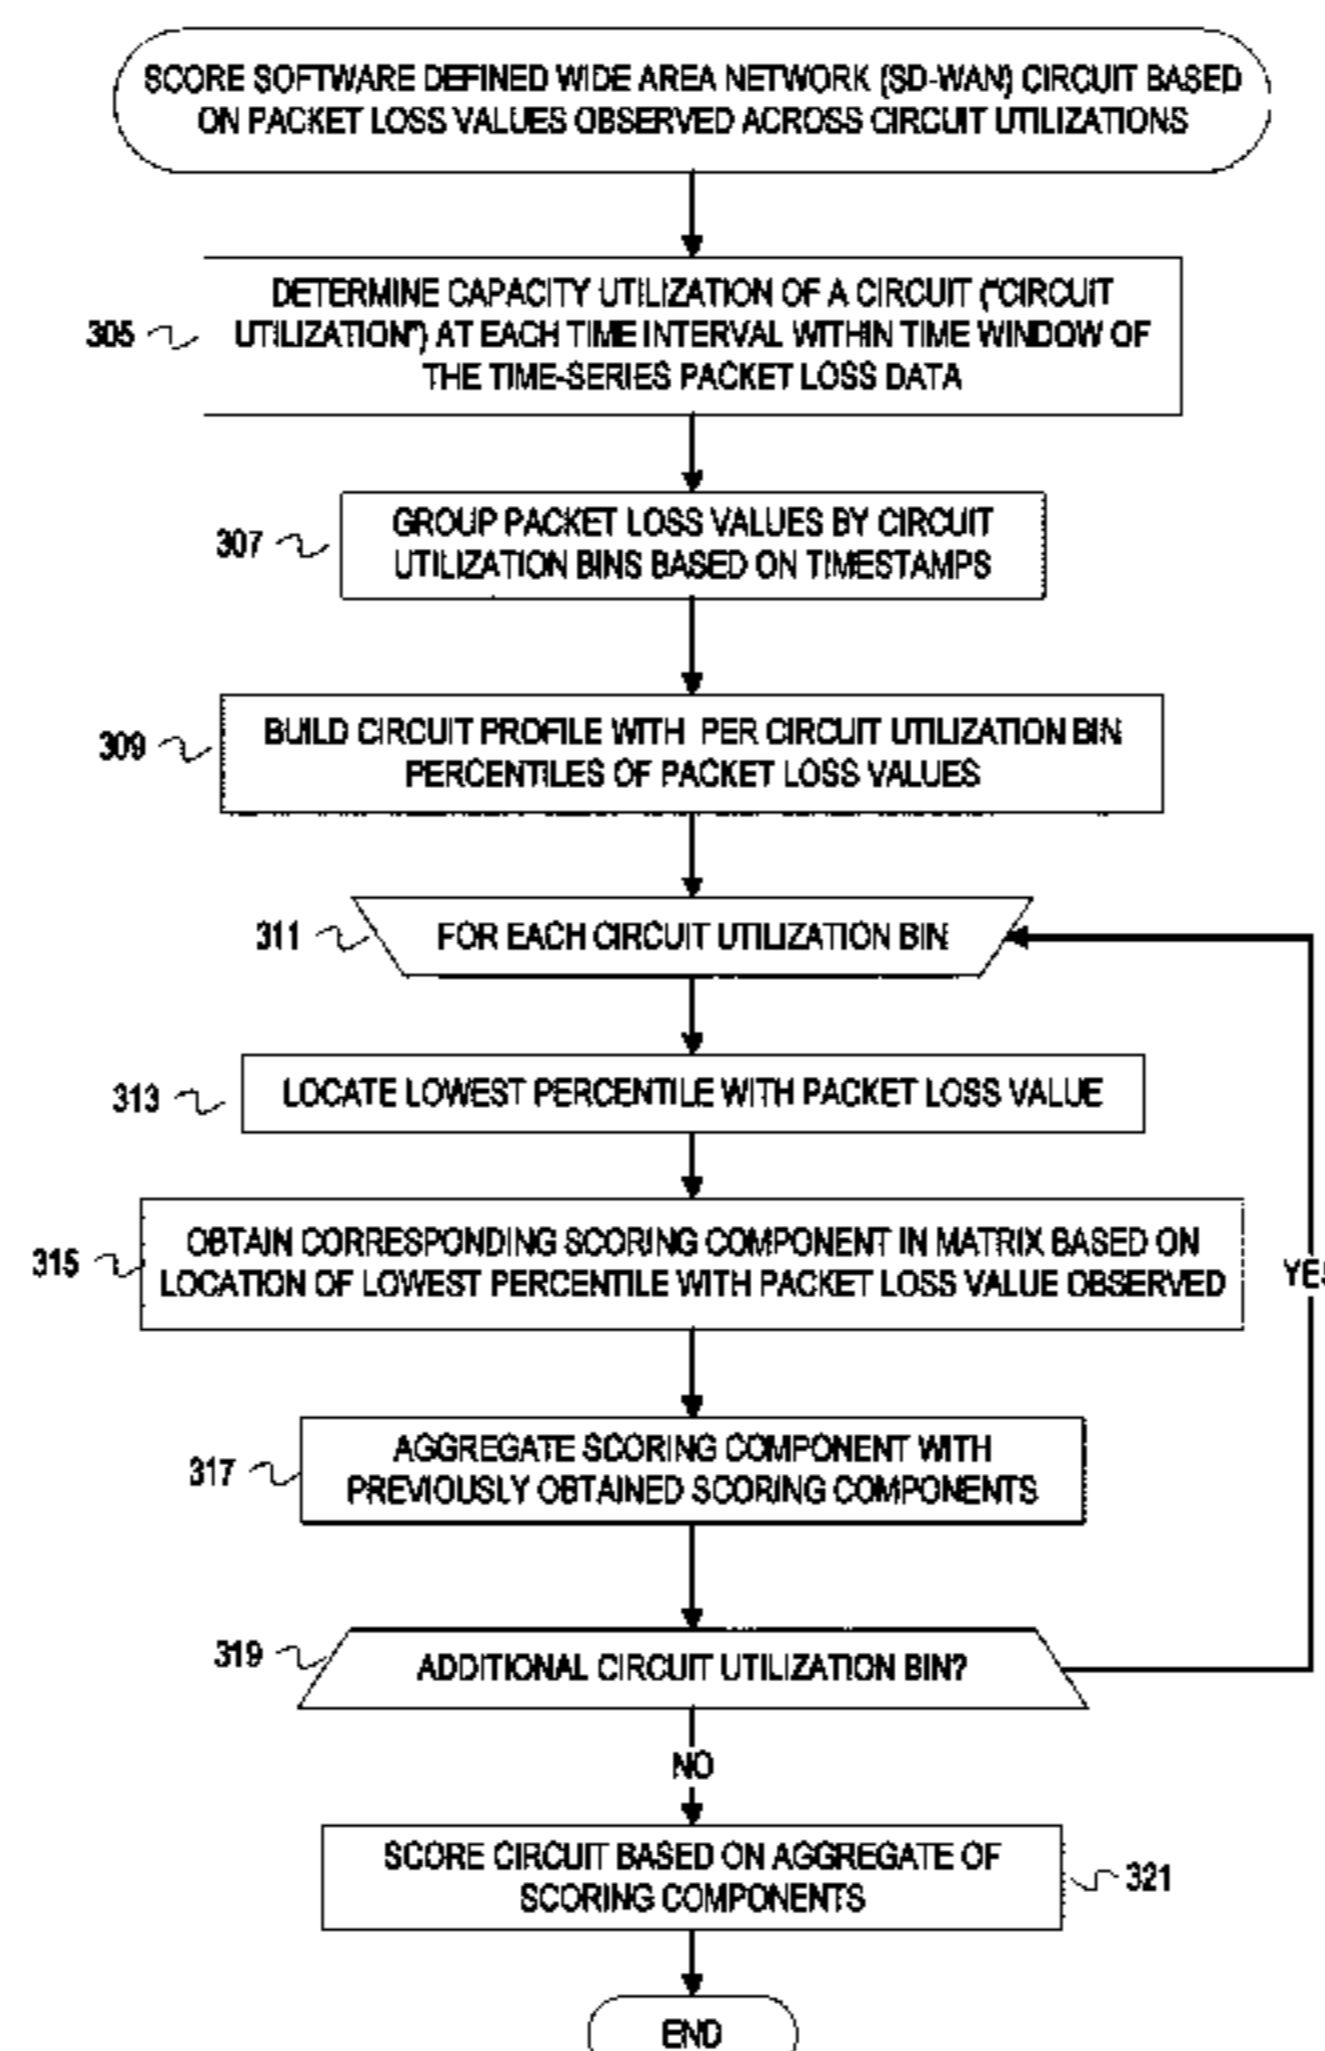 SCORE SOFTWARE DEFINED WIDE AREA NETWORK (SD-WAN) CIRCUIT BASED
ON PACKET LOSS VALUES OBSERVED ACROSS CIRCUIT UTILIZATIONS
305
DETERMINE CAPACITY UTILIZATION OF A CIRCUIT ("CIRCUIT
UTILIZATION") AT EACH TIME INTERVAL WITHIN TIME WINDOW OF
THE TIME-SERIES PACKET LOSS DATA
307
GROUP PACKET LOSS VALUES BY CIRCUIT
UTILIZATION BINS BASED ON TIMESTAMPS
309
BUILD CIRCUIT PROFILE WITH PER CIRCUIT UTILIZATION BIN
PERCENTILES OF PACKET LOSS VALUES
311
FOR EACH CIRCUIT UTILIZATION BIN
313
LOCATE LOWEST PERCENTILE WITH PACKET LOSS VALUE
315
OBTAIN CORRESPONDING SCORING COMPONENT IN MATRIX BASED ON
LOCATION OF LOWEST PERCENTILE WITH PACKET LOSS VALUE OBSERVED
YES
317
AGGREGATE SCORING COMPONENT WITH
PREVIOUSLY OBTAINED SCORING COMPONENTS
319
ADDITIONAL CIRCUIT UTILIZATION BIN?
NO
SCORE CIRCUIT BASED ON AGGREGATE OF
SCORING COMPONENTS
321
END